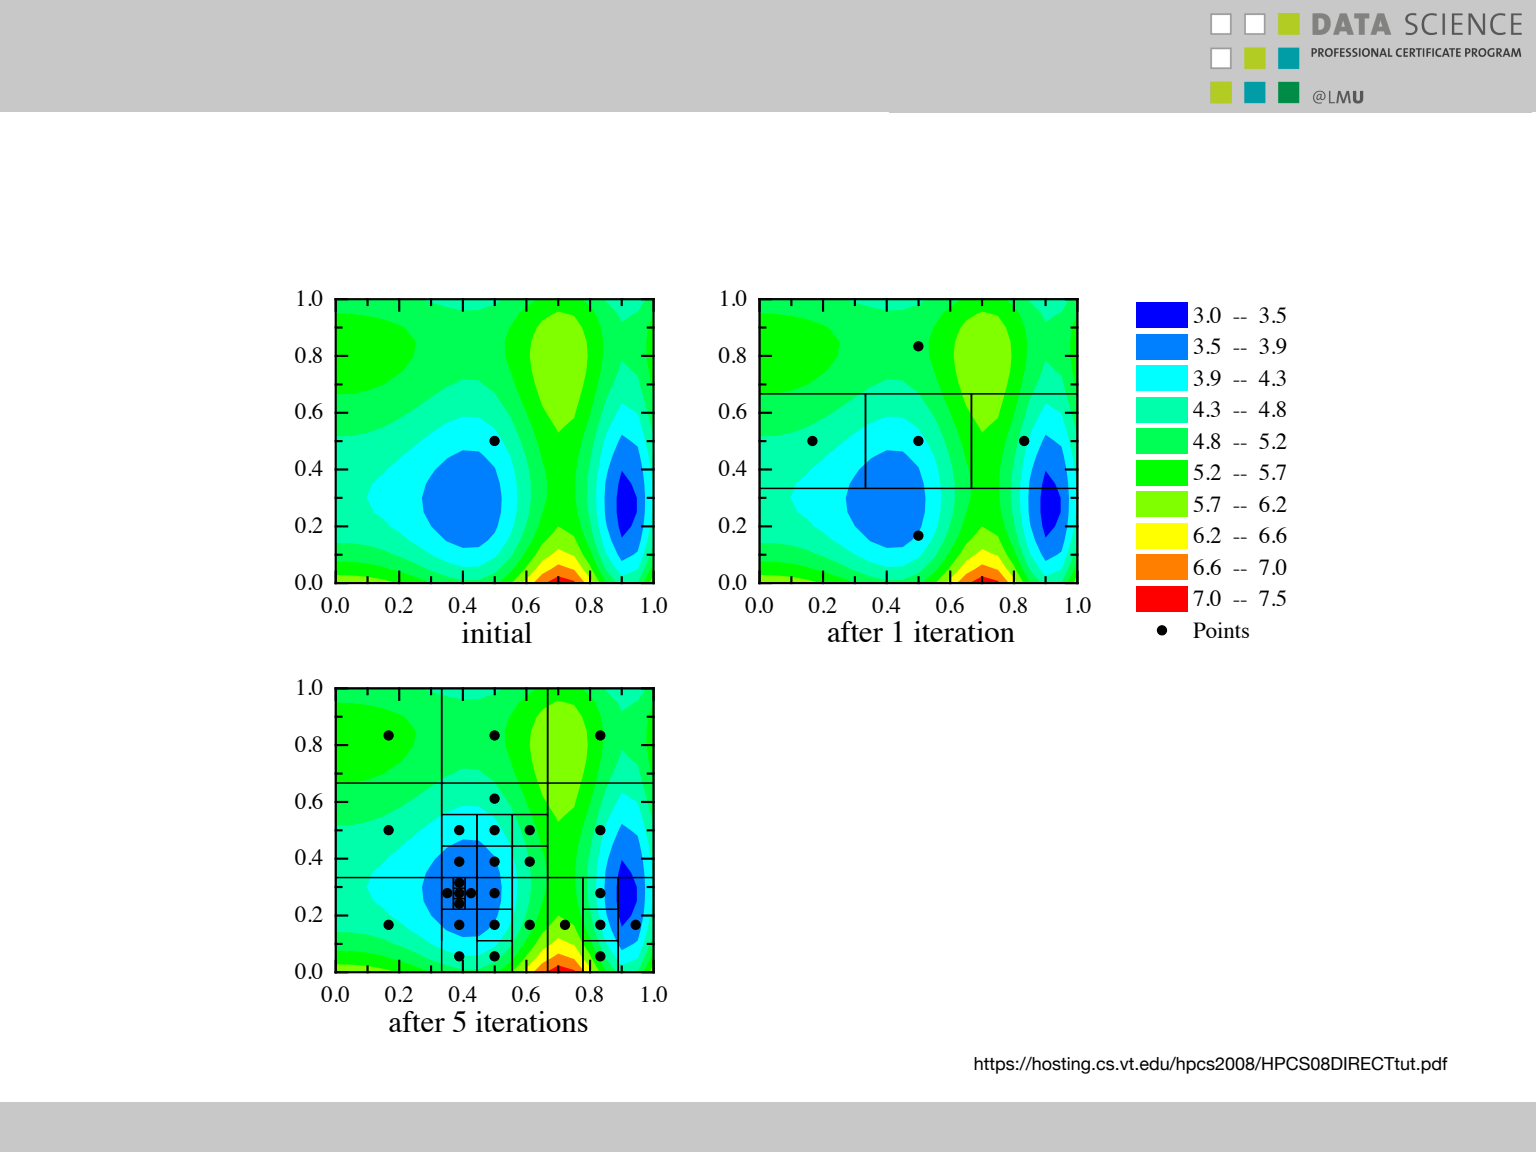 DATA SCIENCE
PROFESSIONAL CERTIFICATE PROGRAM
@LMU
1.0
0.8
0.6
0.4
0.2
0.0
0.0 0.2 0.4 0.6 0.8 1.0
initial
1.0
0.8
0.6
0.4
0.2
0.0
0.0 0.2 0.4 0.6 0.8 1.0
after 1 iteration
3.0 -- 3.5
3.5 -- 3.9
3.9 -- 4.3
4.3 -- 4.8
4.8 -- 5.2
5.2 -- 5.7
5.7 -- 6.2
6.2 -- 6.6
6.6 -- 7.0
7.0 -- 7.5
Points
1.0
0.8
0.6
0.4
0.2
0.0
0.0 0.2 0.4 0.6 0.8 1.0
after 5 iterations
https://hosting.cs.vt.edu/hpcs2008/HPCS08DIRECTtut.pdf